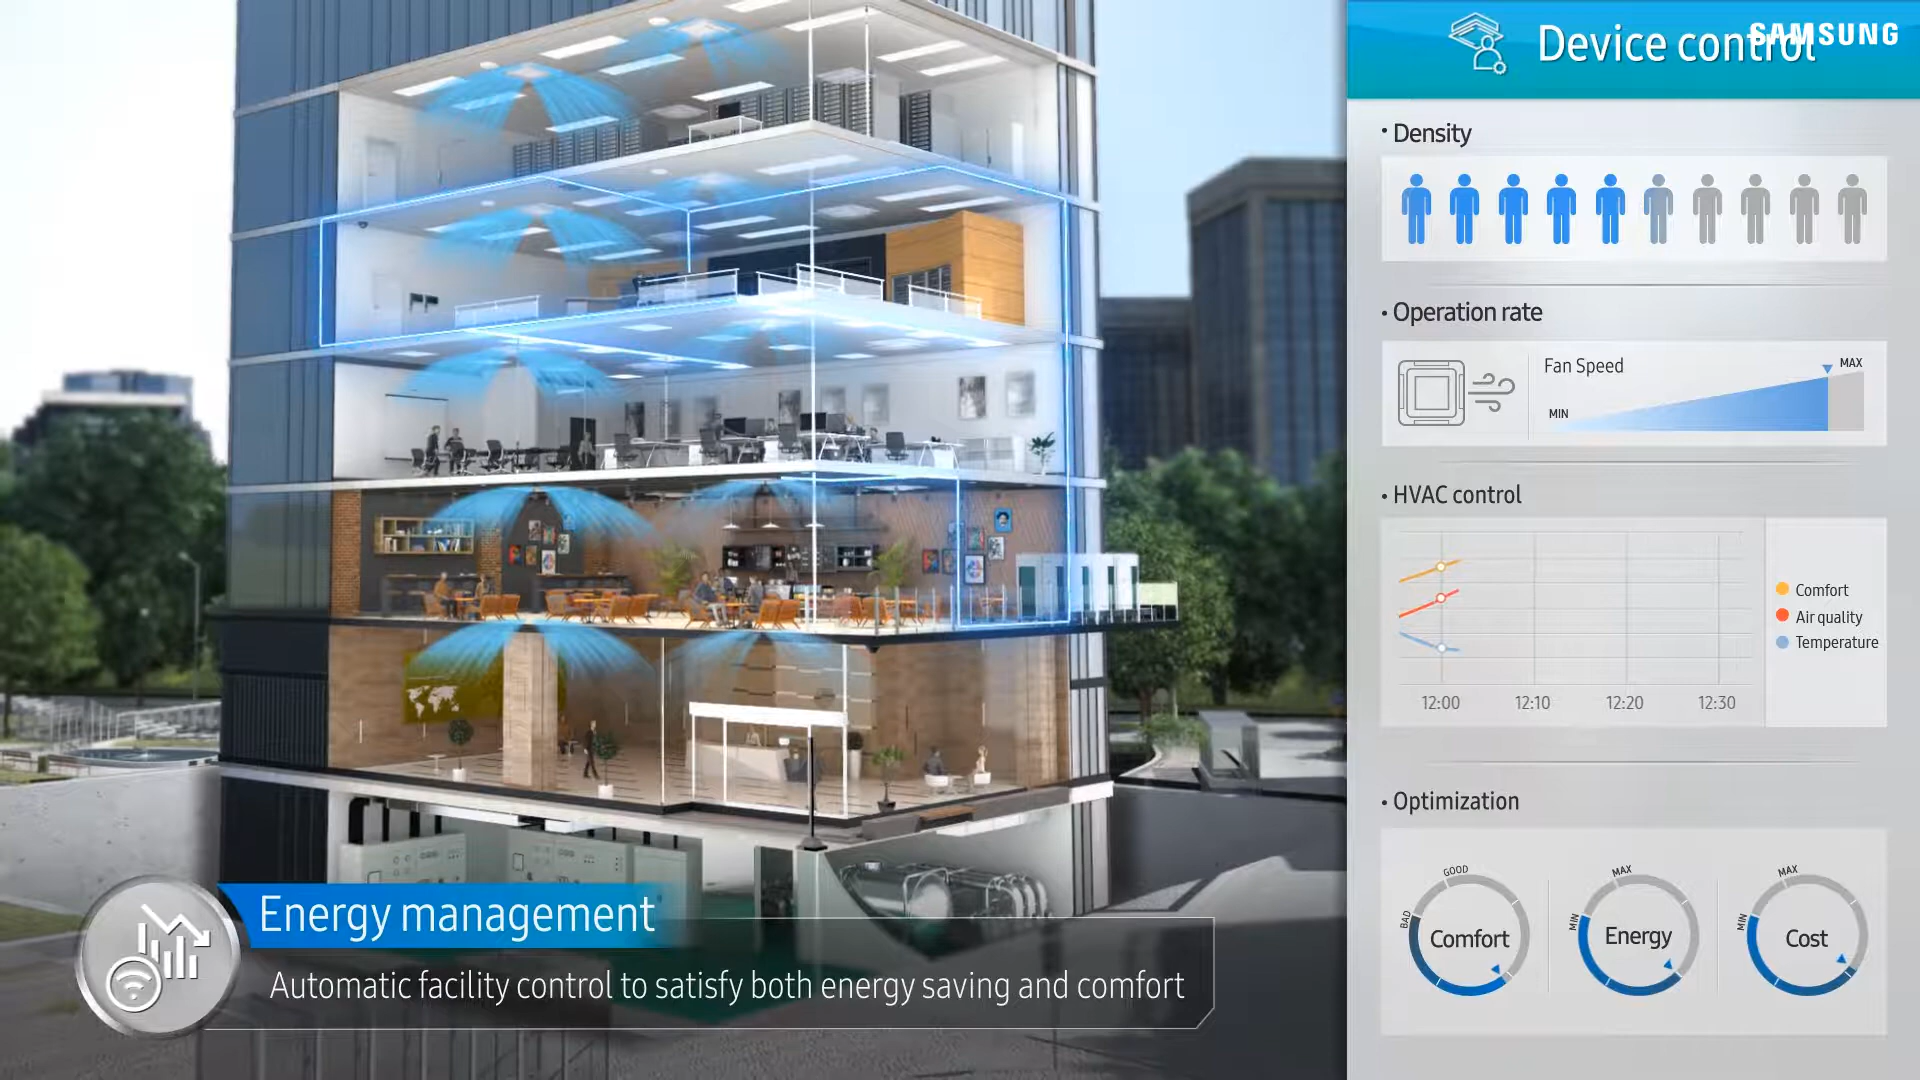 SAMSUNG
Device control
• Density
• Operation rate
Fan Speed
MAX
MIN
• HVAC control
Comfort
Air quality
Temperature
12:00 12:10 12:20 12:30
• Optimization
GOOD
BAD
Comfort
MAX
MIN
Energy
MAX
MIN
Cost
Energy management
Automatic facility control to satisfy both energy saving and comfort